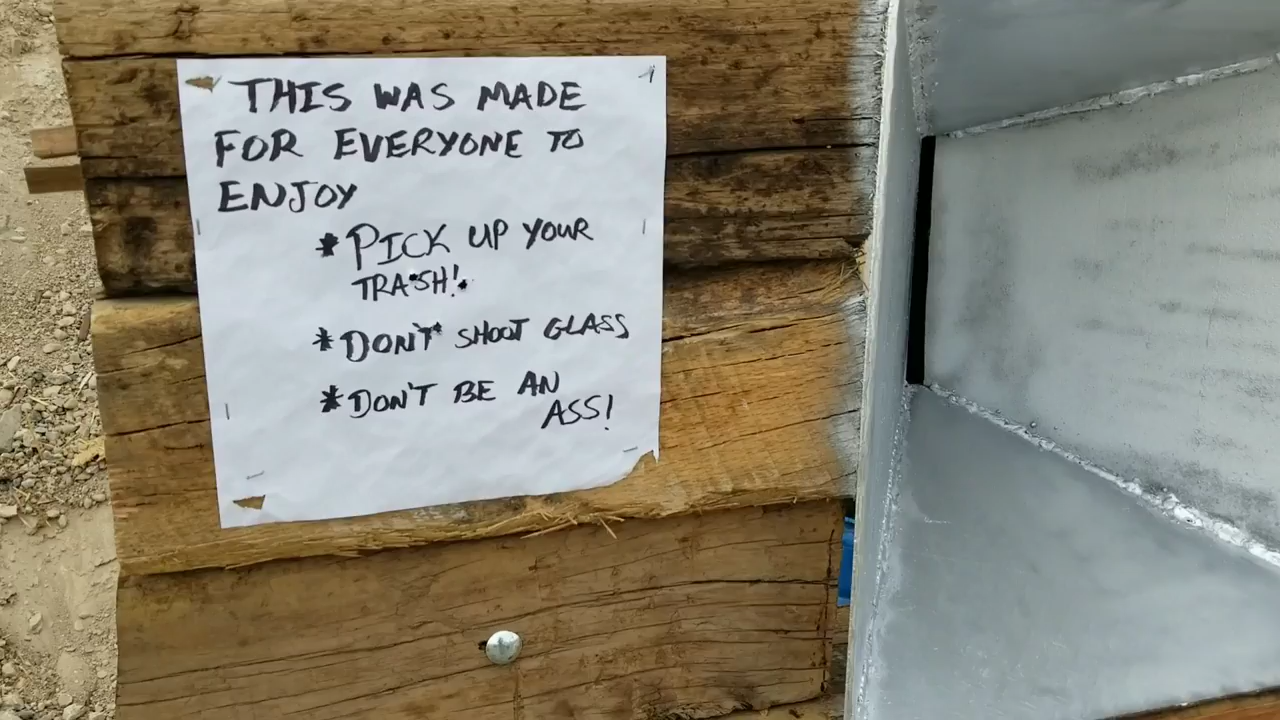 THIS WAS MADE
FOR EVERYONE TO
ENJOY
* PICK UP YOUR
TRASH!
* DON'T SHOOT GLASS
* DON'T BE AN
ASS!